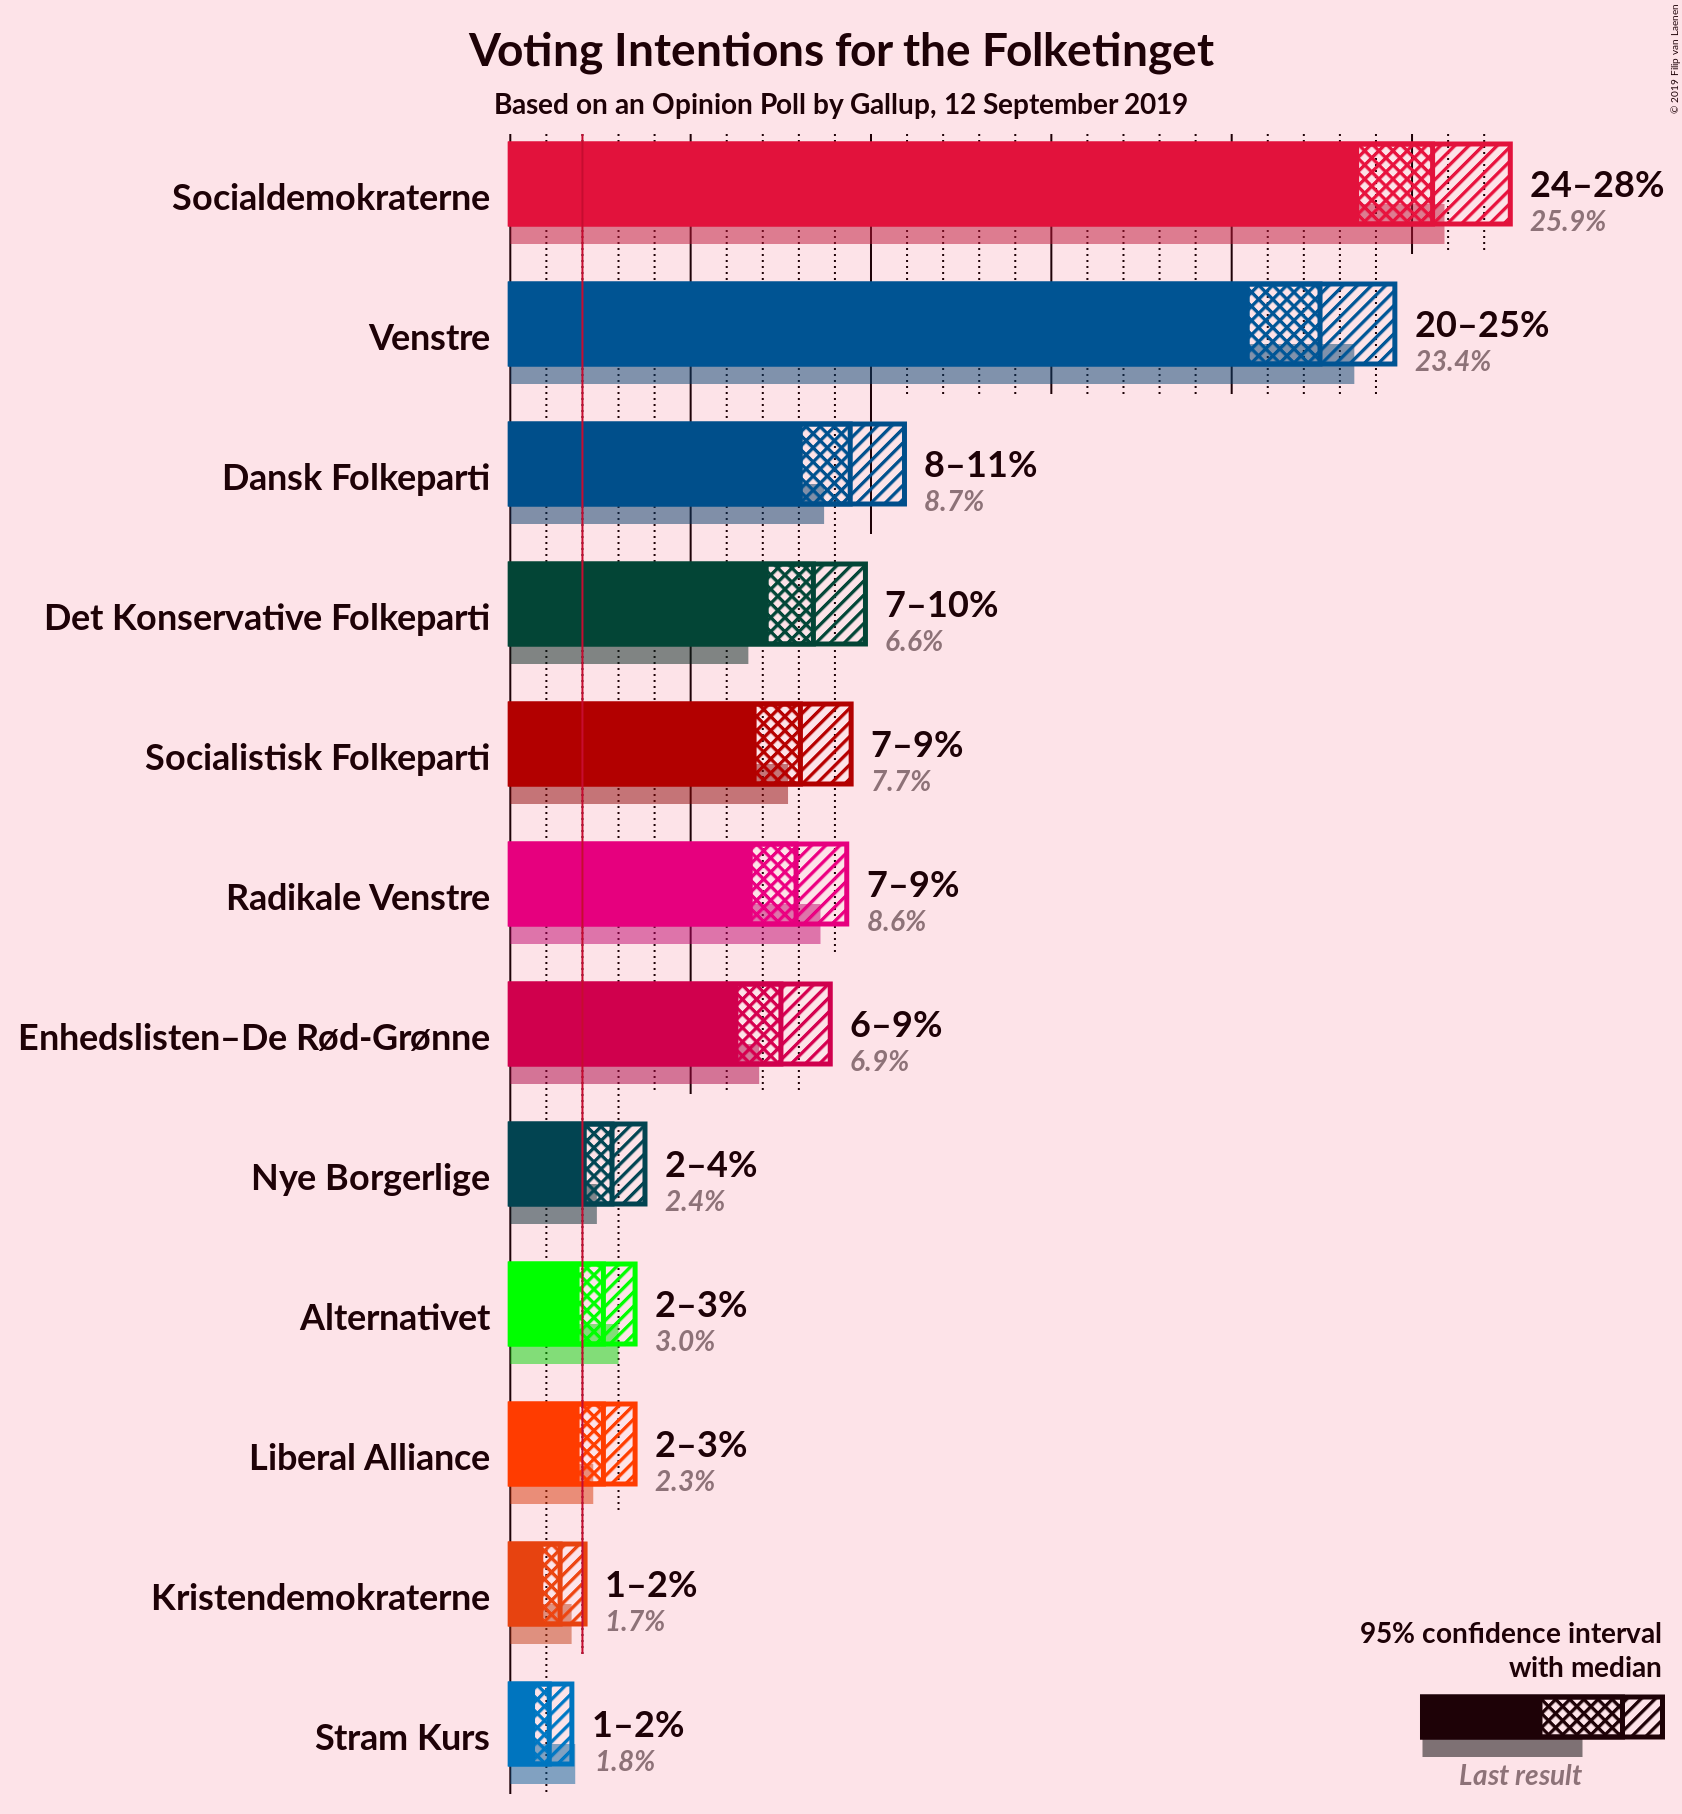 Voting Intentions for the Folketinget
Based on an Opinion Poll by Gallup, 12 September 2019
© 2019 Filip van Laenen
Socialdemokraterne
24–28%
25.9%
Venstre
20–25%
23.4%
Dansk Folkeparti
8–11%
8.7%
Det Konservative Folkeparti
7–10%
6.6%
Socialistisk Folkeparti
7–9%
7.7%
Radikale Venstre
7–9%
8.6%
Enhedslisten–De Rød-Grønne
6–9%
6.9%
Nye Borgerlige
2–4%
2.4%
Alternativet
2–3%
3.0%
Liberal Alliance
2–3%
2.3%
Kristendemokraterne
1–2%
1.7%
Stram Kurs
1–2%
1.8%
95% confidence interval
with median
Last result